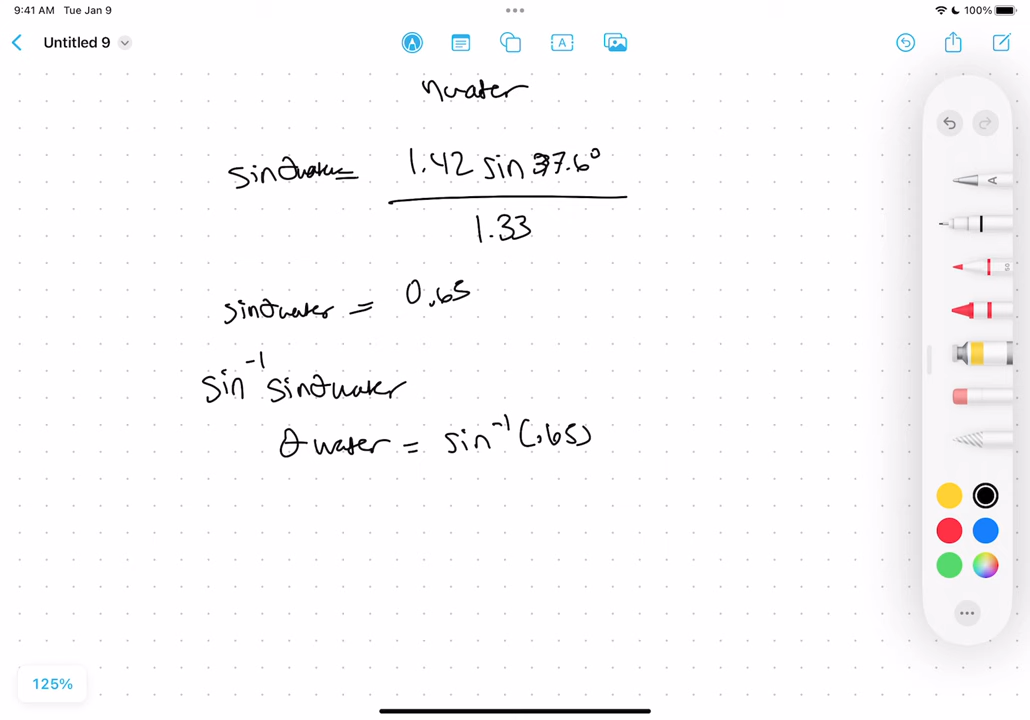 9:41 AM Tue Jan 9
100%
Untitled 9
A
nwater
sinθwater = 1.42 sin 37.6°
1.33
sinθwater = 0.65
sin⁻¹ sinθwater
θwater = sin⁻¹(.65)
A
50
125%